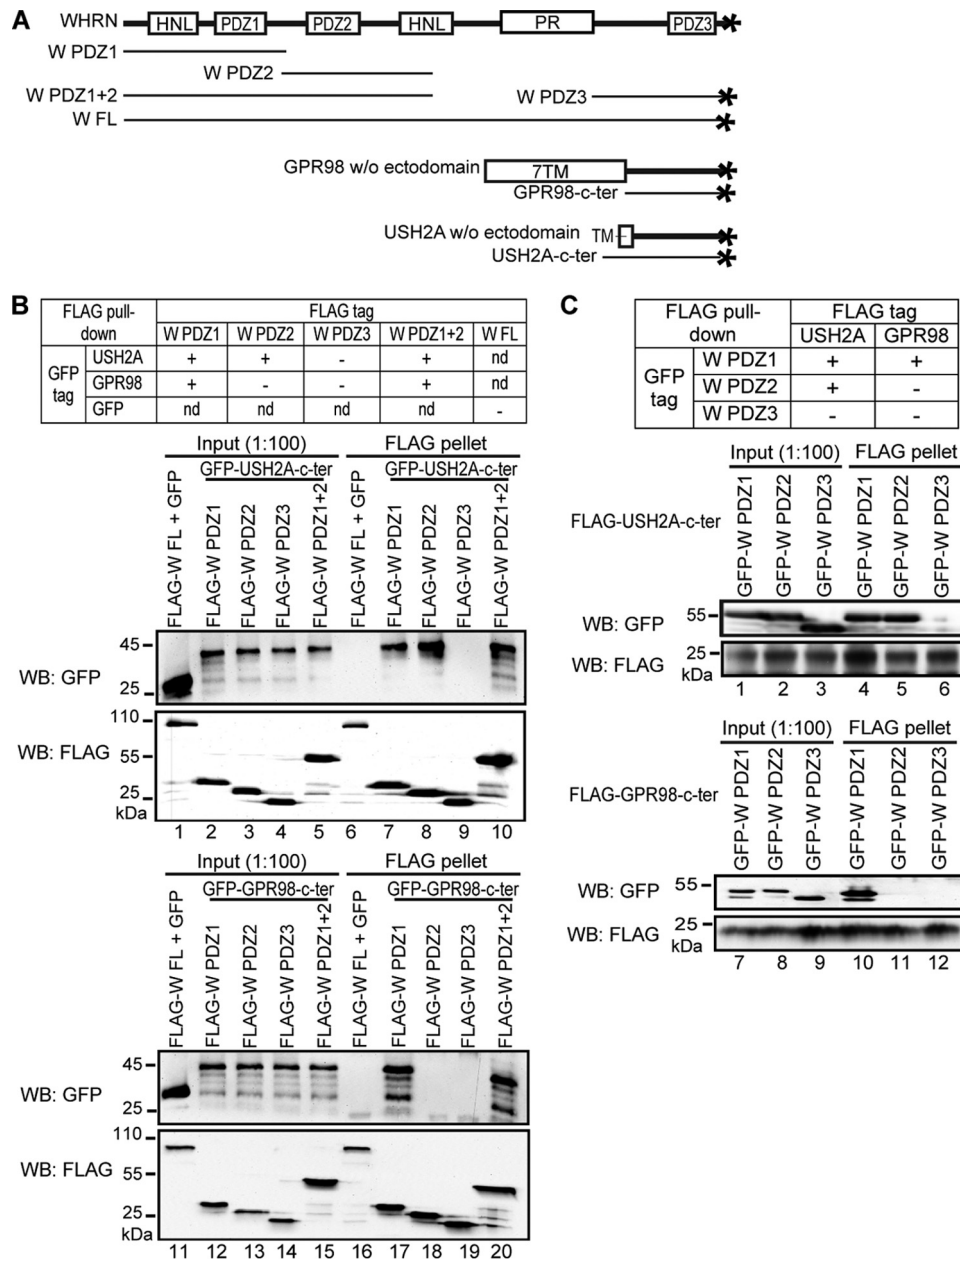 A
WHRN HNL PDZ1 PDZ2 HNL PR PDZ3
W PDZ1
W PDZ2
W PDZ1+2 W PDZ3
W FL
GPR98 w/o ectodomain 7TM
GPR98-c-ter
USH2A w/o ectodomain TM
USH2A-c-ter
B
FLAG pull-down FLAG tag
W PDZ1 W PDZ2 W PDZ3 W PDZ1+2 W FL
GFP tag
USH2A + + - + nd
GPR98 + - - + nd
GFP nd nd nd nd -
Input (1:100) FLAG pellet
GFP-USH2A-c-ter GFP-USH2A-c-ter
FLAG-W FL + GFP
FLAG-W PDZ1
FLAG-W PDZ2
FLAG-W PDZ3
FLAG-W PDZ1+2
FLAG-W FL + GFP
FLAG-W PDZ1
FLAG-W PDZ2
FLAG-W PDZ3
FLAG-W PDZ1+2
45
WB: GFP
25
110
WB: FLAG
55
25
kDa
1 2 3 4 5 6 7 8 9 10
Input (1:100) FLAG pellet
GFP-GPR98-c-ter GFP-GPR98-c-ter
FLAG-W FL + GFP
FLAG-W PDZ1
FLAG-W PDZ2
FLAG-W PDZ3
FLAG-W PDZ1+2
FLAG-W FL + GFP
FLAG-W PDZ1
FLAG-W PDZ2
FLAG-W PDZ3
FLAG-W PDZ1+2
45
WB: GFP
25
110
WB: FLAG
55
25
kDa
11 12 13 14 15 16 17 18 19 20
C
FLAG pull-down FLAG tag
USH2A GPR98
GFP tag
W PDZ1 + +
W PDZ2 + -
W PDZ3 - -
Input (1:100) FLAG pellet
FLAG-USH2A-c-ter
GFP-W PDZ1
GFP-W PDZ2
GFP-W PDZ3
GFP-W PDZ1
GFP-W PDZ2
GFP-W PDZ3
WB: GFP 55
WB: FLAG 25
kDa
1 2 3 4 5 6
Input (1:100) FLAG pellet
FLAG-GPR98-c-ter
GFP-W PDZ1
GFP-W PDZ2
GFP-W PDZ3
GFP-W PDZ1
GFP-W PDZ2
GFP-W PDZ3
WB: GFP 55
WB: FLAG 25
kDa
7 8 9 10 11 12